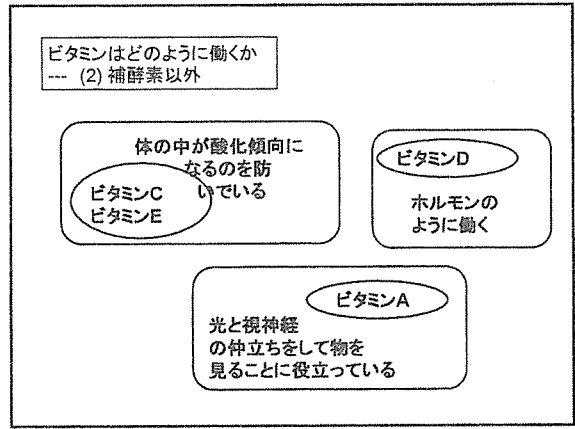 ビタミンはどのように働くか
--- (2) 補酵素以外
体の中が酸化傾向に
なるのを防
いでいる
ビタミンC
ビタミンE
ビタミンD
ホルモンの
ように働く
ビタミンA
光と視神経
の仲立ちをして物を
見ることに役立っている